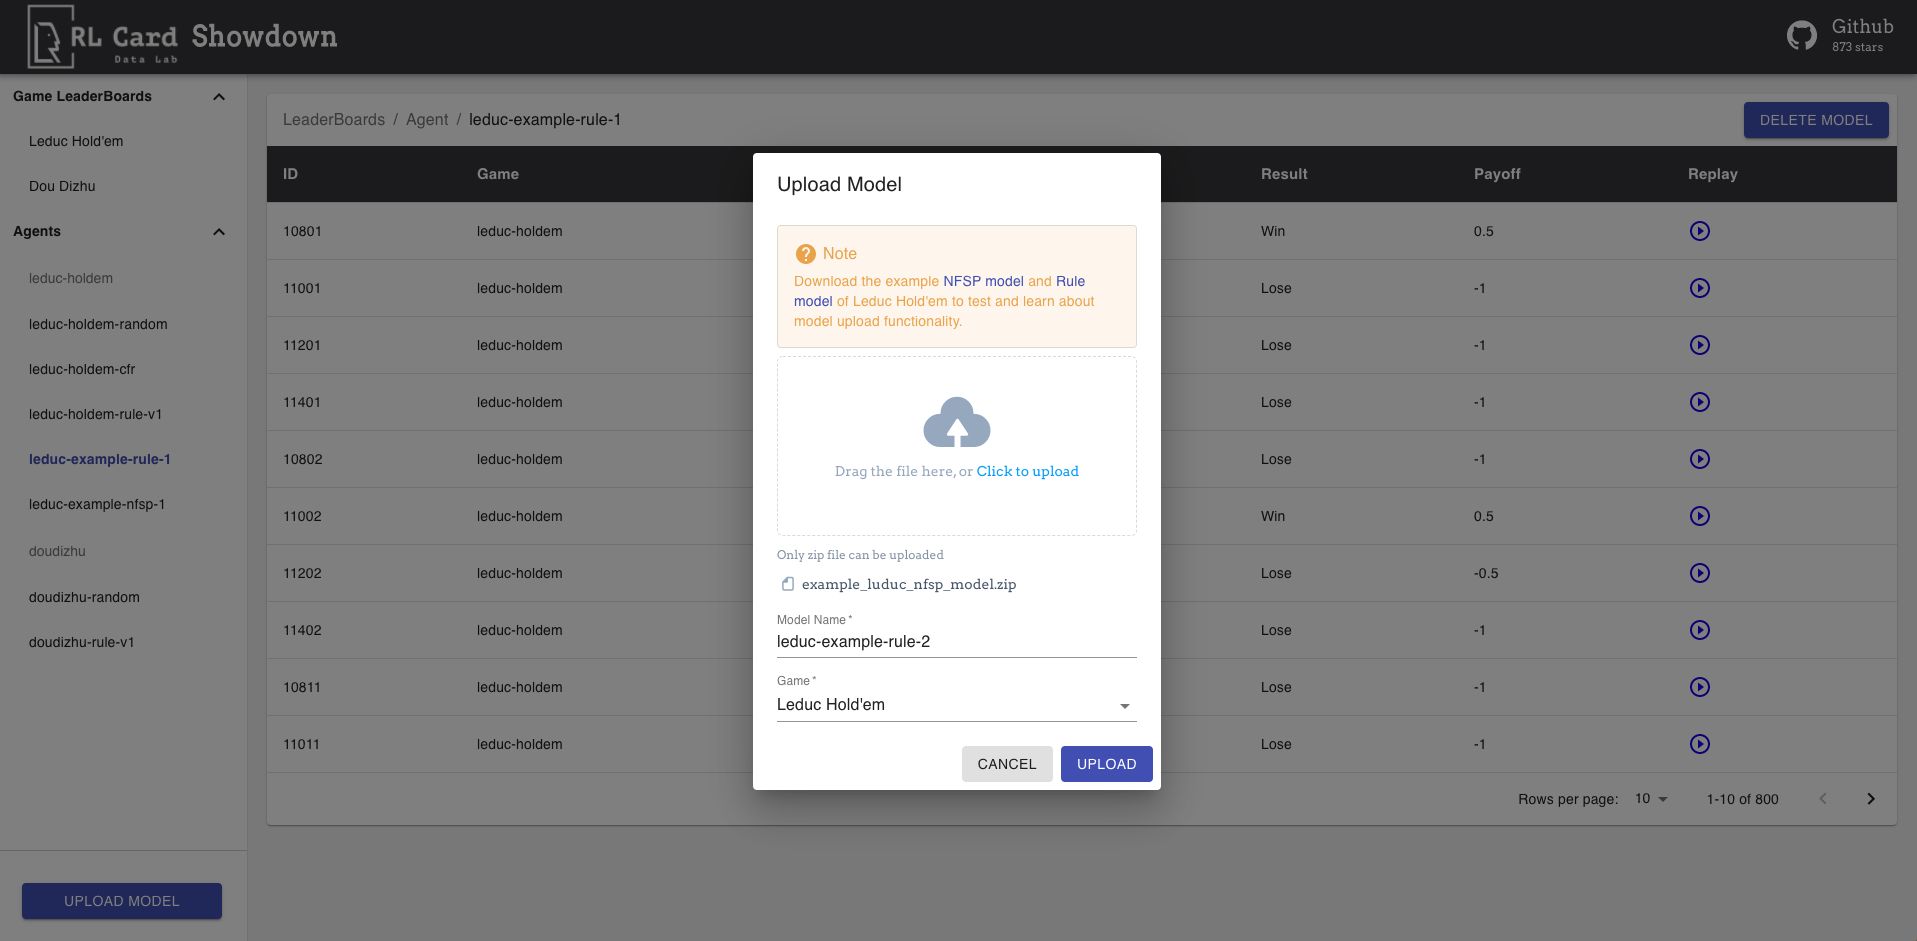 RL Card Showdown
Data Lab
Github
873 stars
Game LeaderBoards
Leduc Hold'em
Dou Dizhu
Agents
leduc-holdem
leduc-holdem-random
leduc-holdem-cfr
leduc-holdem-rule-v1
leduc-example-rule-1
leduc-example-nfsp-1
doudizhu
doudizhu-random
doudizhu-rule-v1
UPLOAD MODEL
LeaderBoards / Agent / leduc-example-rule-1
DELETE MODEL
ID Game Result Payoff Replay
10801 leduc-holdem Win 0.5
11001 leduc-holdem Lose -1
11201 leduc-holdem Lose -1
11401 leduc-holdem Lose -1
10802 leduc-holdem Lose -1
11002 leduc-holdem Win 0.5
11202 leduc-holdem Lose -0.5
11402 leduc-holdem Lose -1
10811 leduc-holdem Lose -1
11011 leduc-holdem Lose -1
Rows per page: 10 1-10 of 800
Upload Model
Note
Download the example NFSP model and Rule
model of Leduc Hold'em to test and learn about
model upload functionality.
Drag the file here, or Click to upload
Only zip file can be uploaded
example_luduc_nfsp_model.zip
Model Name *
leduc-example-rule-2
Game *
Leduc Hold'em
CANCEL UPLOAD